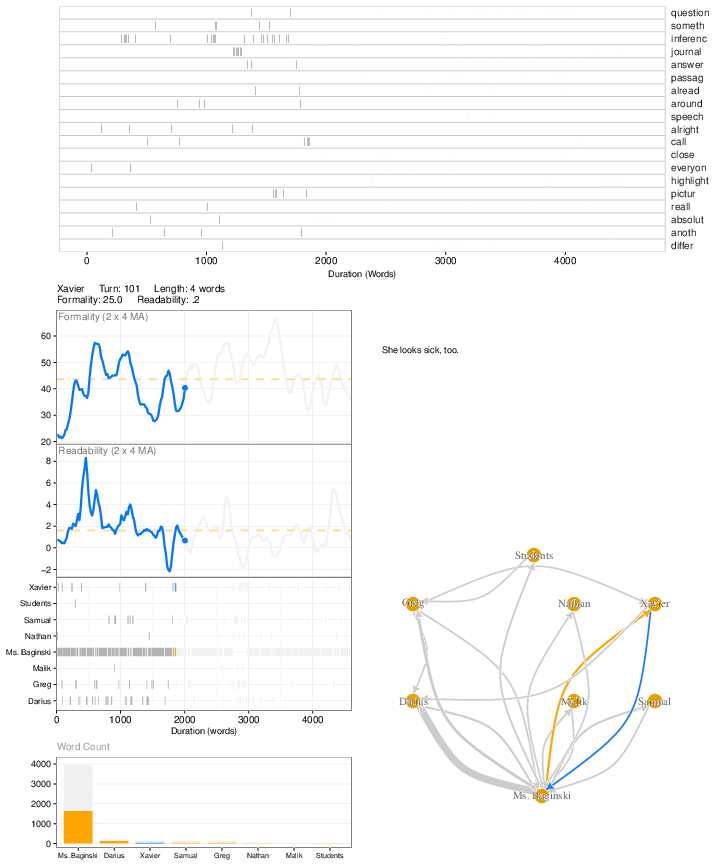 question
someth
inferenc
journal
answer
passag
alread
around
speech
alright
call
close
everyon
highlight
pictur
reall
absolut
anoth
differ
0 1000 2000 3000 4000
Duration (Words)
Xavier Turn: 101 Length: 4 words
Formality: 25.0 Readability: .2
Formality (2 x 4 MA)
60
50
40
30
20
She looks sick, too.
Readability (2 x 4 MA)
8
6
4
2
0
−2
Xavier
Students
Samual
Nathan
Ms. Baginski
Malik
Greg
Darius
0 1000 2000 3000 4000
Duration (words)
Students
Greg Nathan Xavier
Darius Malik Samual
Ms. Baginski
Word Count
4000
3000
2000
1000
0
Ms. Baginski Darius Xavier Samual Greg Nathan Malik Students